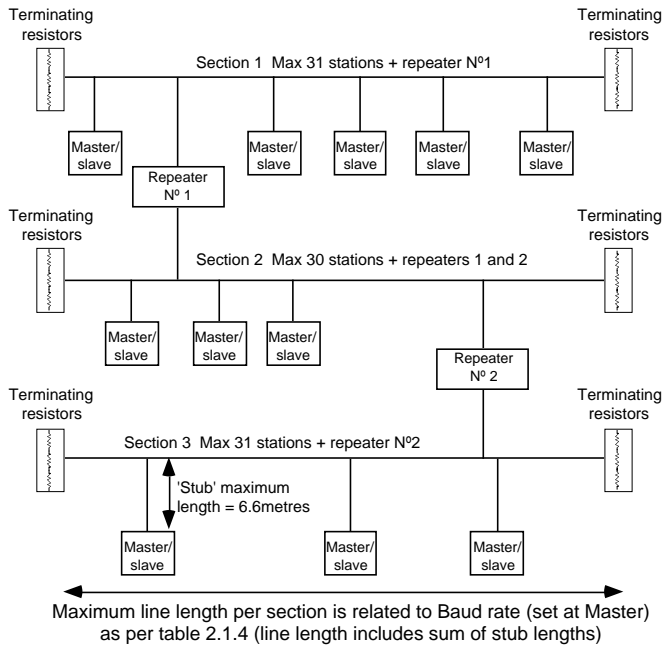 Terminating
resistors
Terminating
resistors
Section 1 Max 31 stations + repeater Nº1
Master/
slave
Master/
slave
Master/
slave
Master/
slave
Master/
slave
Repeater
Nº 1
Terminating
resistors
Terminating
resistors
Section 2 Max 30 stations + repeaters 1 and 2
Master/
slave
Master/
slave
Master/
slave
Repeater
Nº 2
Terminating
resistors
Terminating
resistors
Section 3 Max 31 stations + repeater Nº2
'Stub' maximum
length = 6.6metres
Master/
slave
Master/
slave
Master/
slave
Maximum line length per section is related to Baud rate (set at Master)
as per table 2.1.4 (line length includes sum of stub lengths)